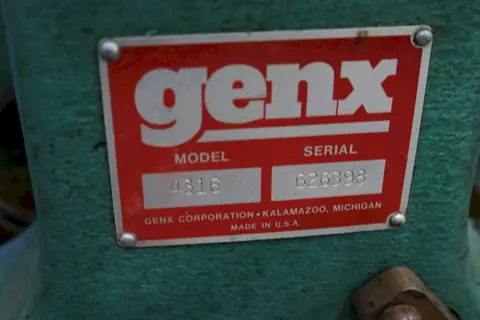 genx
MODEL SERIAL
4316 626398
GENX CORPORATION • KALAMAZOO, MICHIGAN
MADE IN U.S.A.